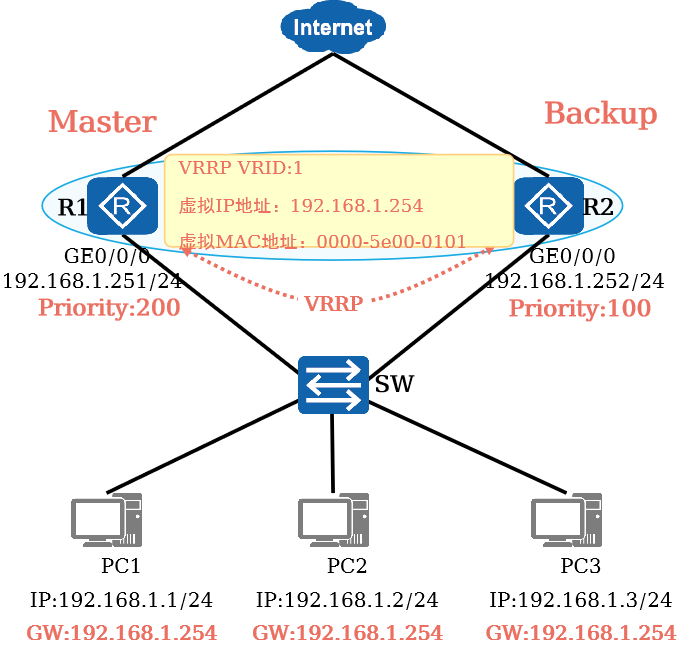 Internet
Master
Backup
VRRP VRID:1
虚拟IP地址：192.168.1.254
虚拟MAC地址：0000-5e00-0101
R
R1
R
R2
GE0/0/0
192.168.1.251/24
Priority:200
GE0/0/0
192.168.1.252/24
Priority:100
VRRP
SW
PC1
IP:192.168.1.1/24
GW:192.168.1.254
PC2
IP:192.168.1.2/24
GW:192.168.1.254
PC3
IP:192.168.1.3/24
GW:192.168.1.254